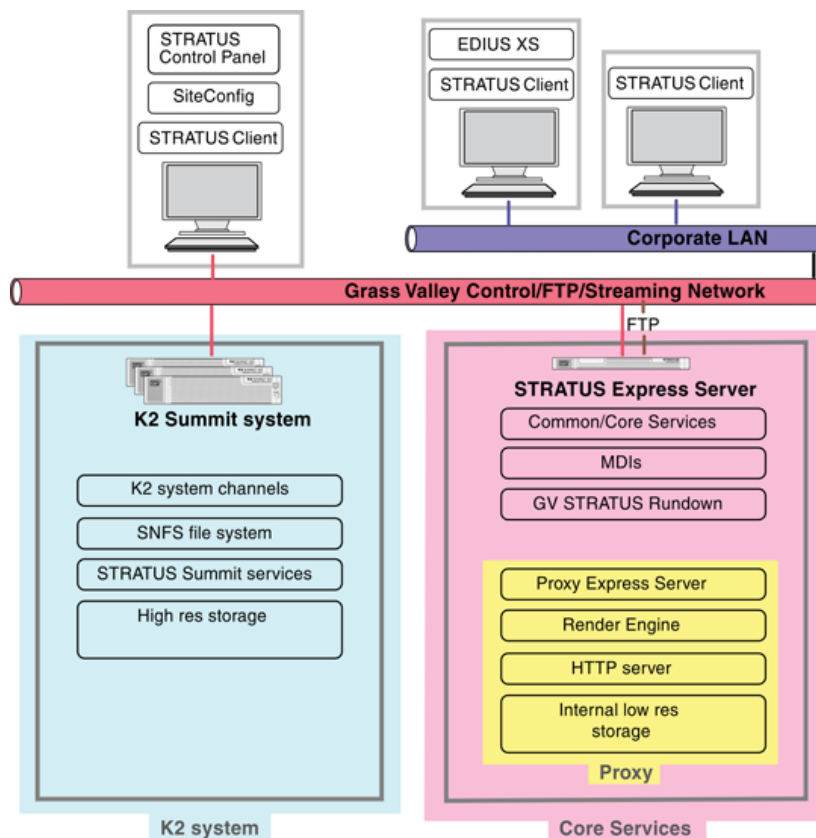 STRATUS
Control Panel
SiteConfig
STRATUS Client
EDIUS XS
STRATUS Client
STRATUS Client
Corporate LAN
Grass Valley Control/FTP/Streaming Network
FTP
K2 Summit system
K2 system channels
SNFS file system
STRATUS Summit services
High res storage
K2 system
STRATUS Express Server
Common/Core Services
MDIs
GV STRATUS Rundown
Proxy Express Server
Render Engine
HTTP server
Internal low res
storage
Proxy
Core Services